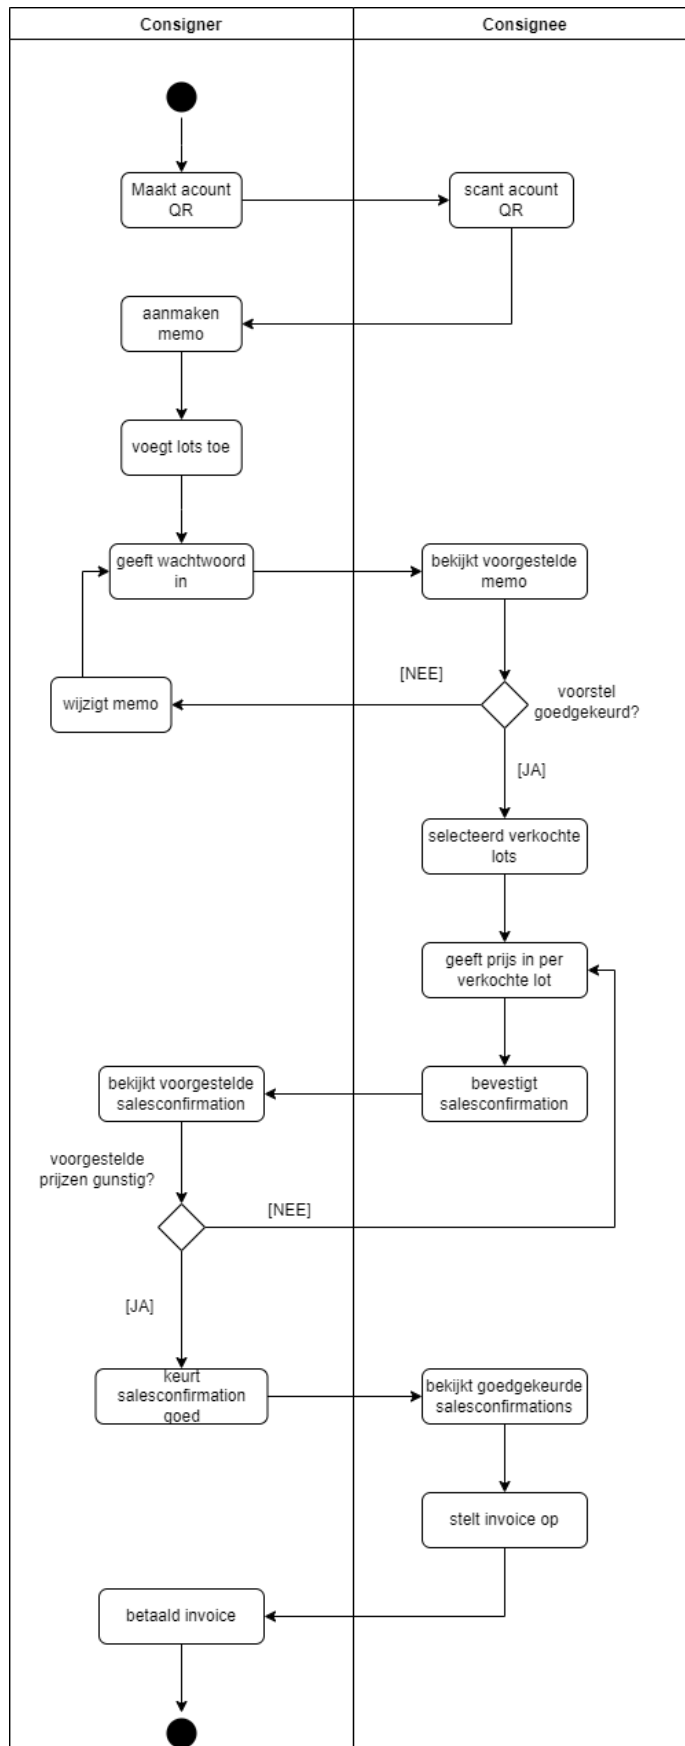 Consigner
Consignee
Maakt acount
QR
scant acount
QR
aanmaken
memo
voegt lots toe
geeft wachtwoord
in
bekijkt voorgestelde
memo
[NEE]
wijzigt memo
voorstel
goedgekeurd?
[JA]
selecteerd verkochte
lots
geeft prijs in per
verkochte lot
bekijkt voorgestelde
salesconfirmation
bevestigt
salesconfirmation
voorgestelde
prijzen gunstig?
[NEE]
[JA]
keurt
salesconfirmation
goed
bekijkt goedgekeurde
salesconfirmations
stelt invoice op
betaald invoice